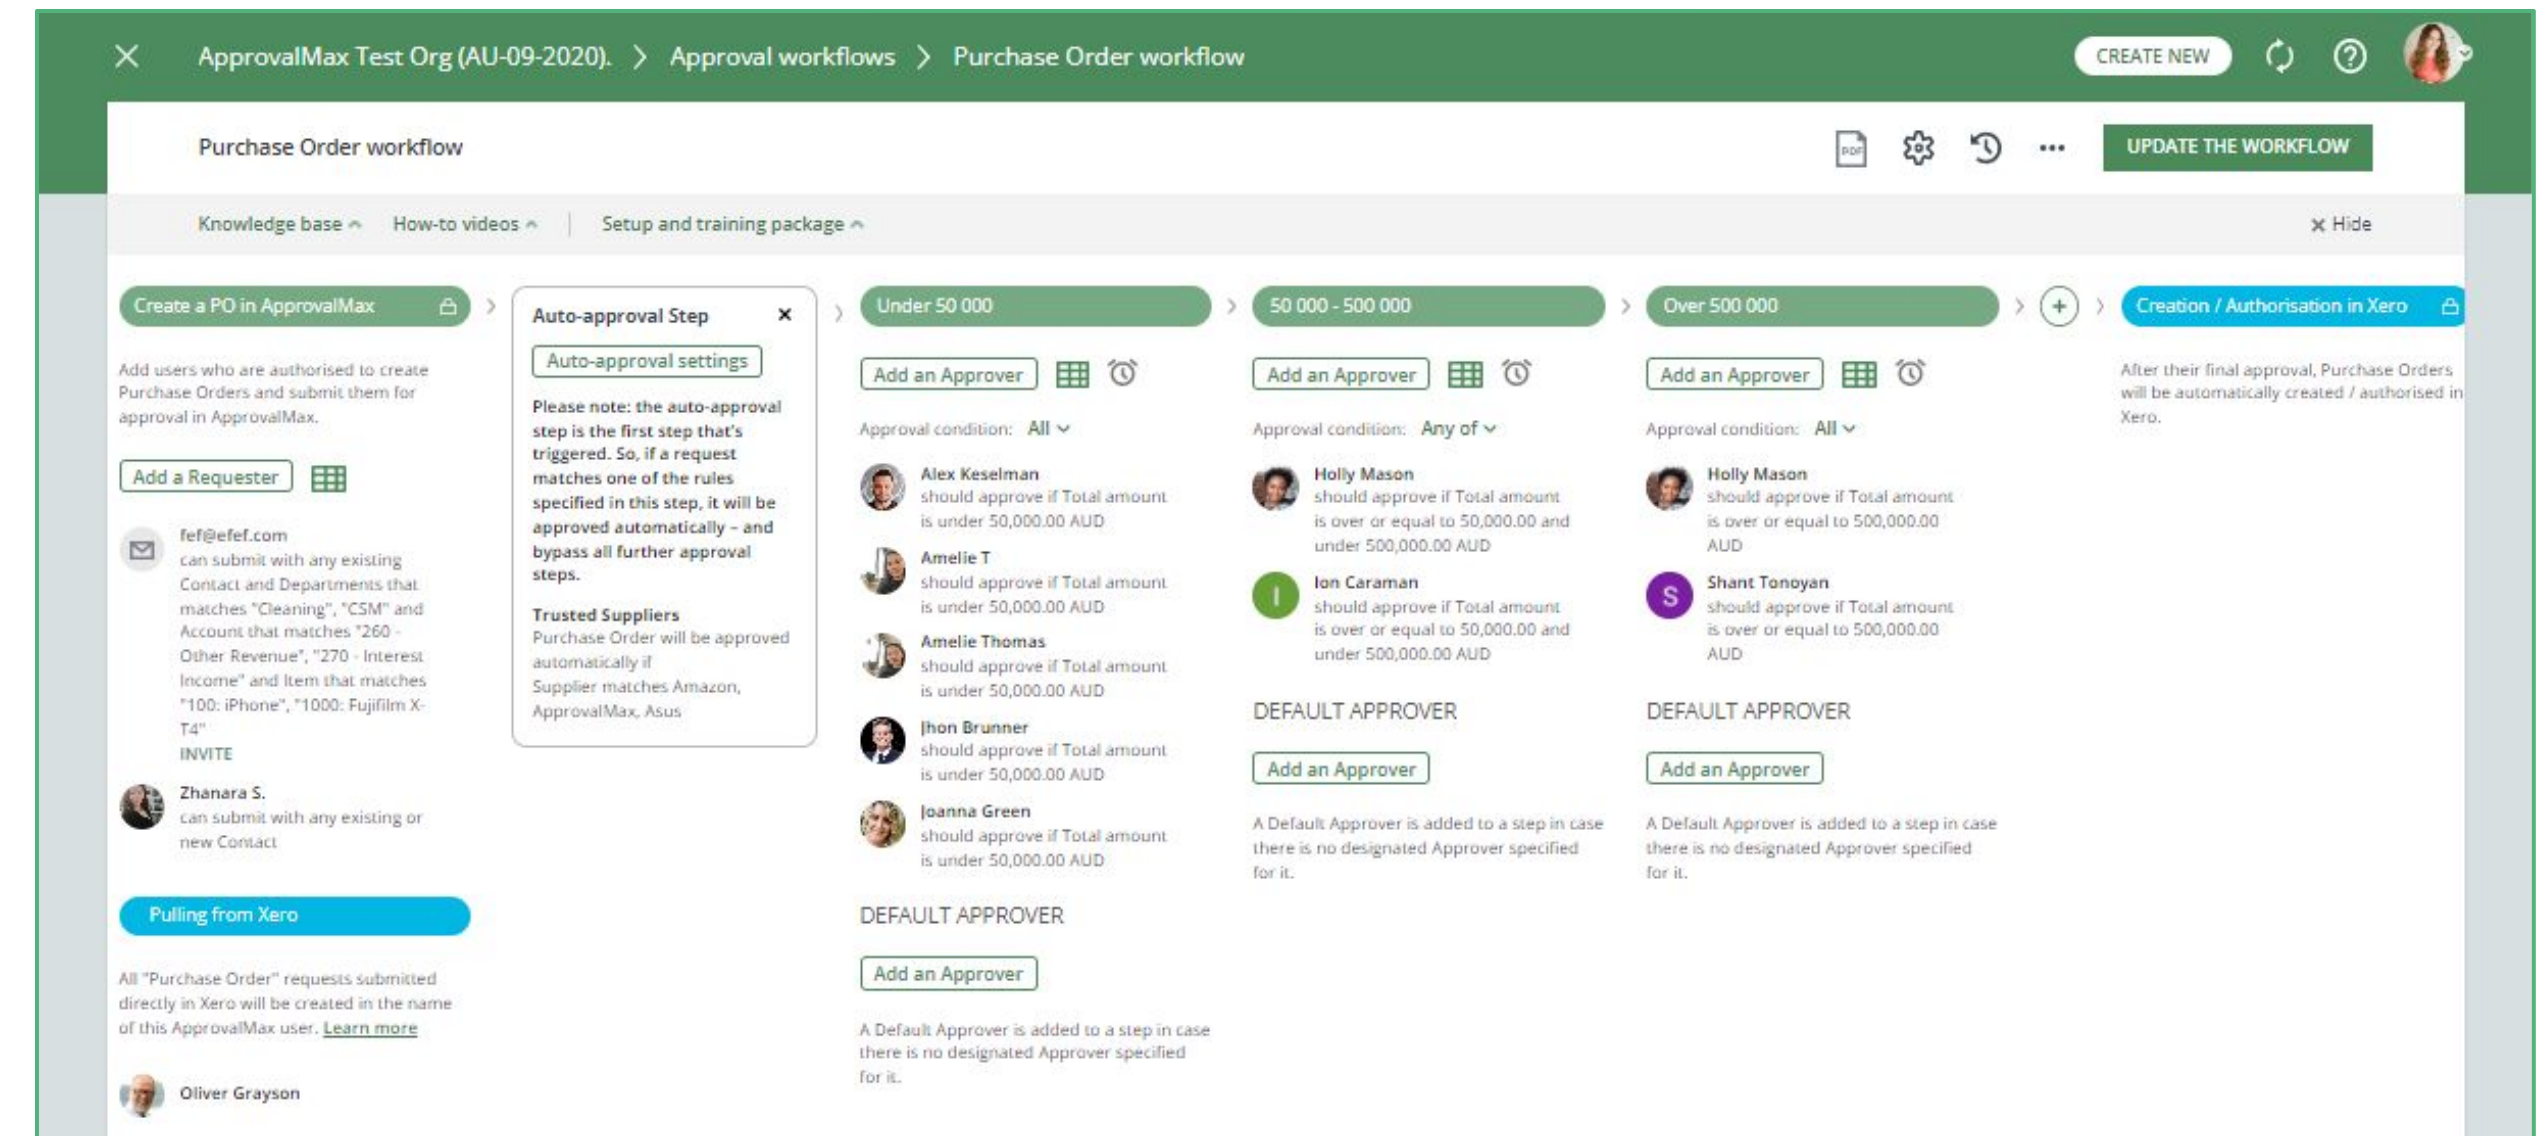 ApprovalMax Test Org (AU-09-2020). > Approval workflows > Purchase Order workflow
CREATE NEW
Purchase Order workflow
PDF
UPDATE THE WORKFLOW
Knowledge base
How-to videos
Setup and training package
Hide
Create a PO in ApprovalMax
Add users who are authorised to create
Purchase Orders and submit them for
approval in ApprovalMax.
Add a Requester
fef@efef.com
can submit with any existing
Contact and Departments that
matches "Cleaning", "CSM" and
Account that matches "260 -
Other Revenue", "270 - Interest
Income" and Item that matches
"100: iPhone", "1000: Fujifilm X-
T4"
INVITE
Zhanara S.
can submit with any existing or
new Contact
Pulling from Xero
All "Purchase Order" requests submitted
directly in Xero will be created in the name
of this ApprovalMax user. Learn more
Oliver Grayson
Auto-approval Step
Auto-approval settings
Please note: the auto-approval
step is the first step that's
triggered. So, if a request
matches one of the rules
specified in this step, it will be
approved automatically – and
bypass all further approval
steps.
Trusted Suppliers
Purchase Order will be approved
automatically if
Supplier matches Amazon,
ApprovalMax, Asus
Under 50 000
Add an Approver
Approval condition: All
Alex Keselman
should approve if Total amount
is under 50,000.00 AUD
Amelie T
should approve if Total amount
is under 50,000.00 AUD
Amelie Thomas
should approve if Total amount
is under 50,000.00 AUD
Jhon Brunner
should approve if Total amount
is under 50,000.00 AUD
Joanna Green
should approve if Total amount
is under 50,000.00 AUD
DEFAULT APPROVER
Add an Approver
A Default Approver is added to a step in case
there is no designated Approver specified
for it.
50 000 - 500 000
Add an Approver
Approval condition: Any of
Holly Mason
should approve if Total amount
is over or equal to 50,000.00 and
under 500,000.00 AUD
I
Ion Caraman
should approve if Total amount
is over or equal to 50,000.00 and
under 500,000.00 AUD
DEFAULT APPROVER
Add an Approver
A Default Approver is added to a step in case
there is no designated Approver specified
for it.
Over 500 000
Add an Approver
Approval condition: All
Holly Mason
should approve if Total amount
is over or equal to 500,000.00
AUD
S
Shant Tonoyan
should approve if Total amount
is over or equal to 500,000.00
AUD
DEFAULT APPROVER
Add an Approver
A Default Approver is added to a step in case
there is no designated Approver specified
for it.
Creation / Authorisation in Xero
After their final approval, Purchase Orders
will be automatically created / authorised in
Xero.